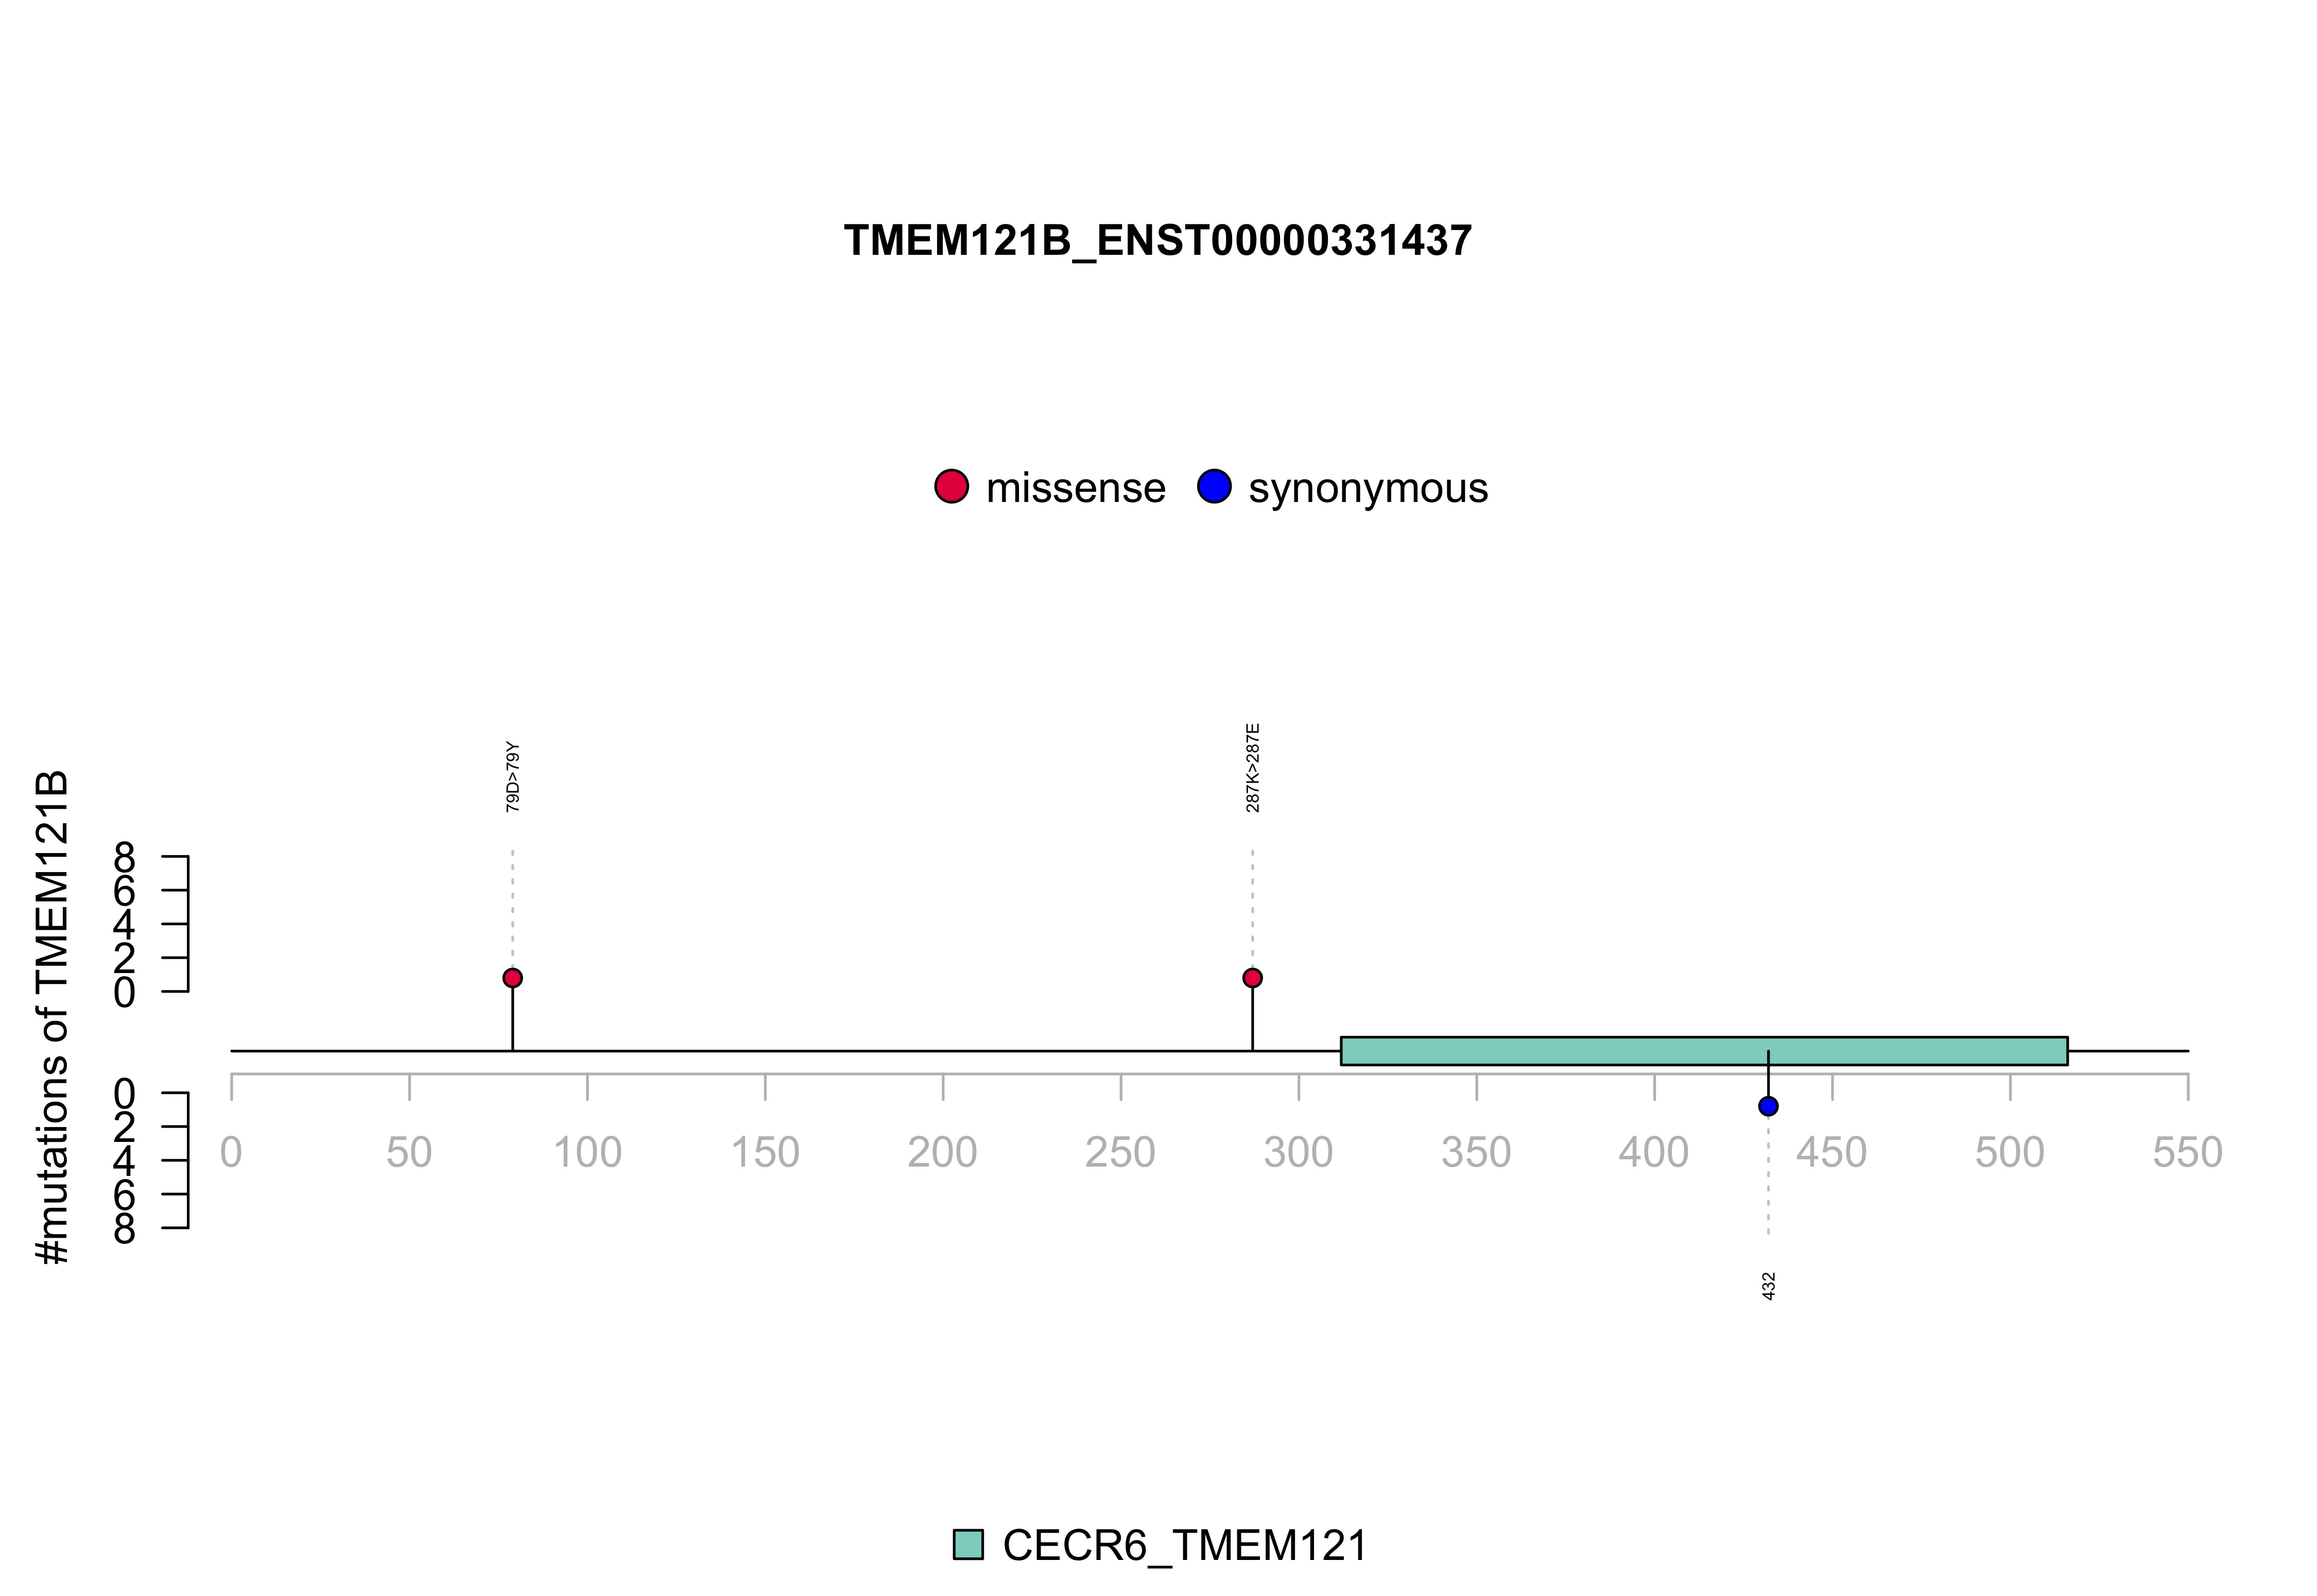 TMEM121B_ENST00000331437
missense synonymous
79D>79Y
287K>287E
#mutations of TMEM121B
8
6
4
2
0
0
2
4
6
8
0 50 100 150 200 250 300 350 400 450 500 550
432
CECR6_TMEM121